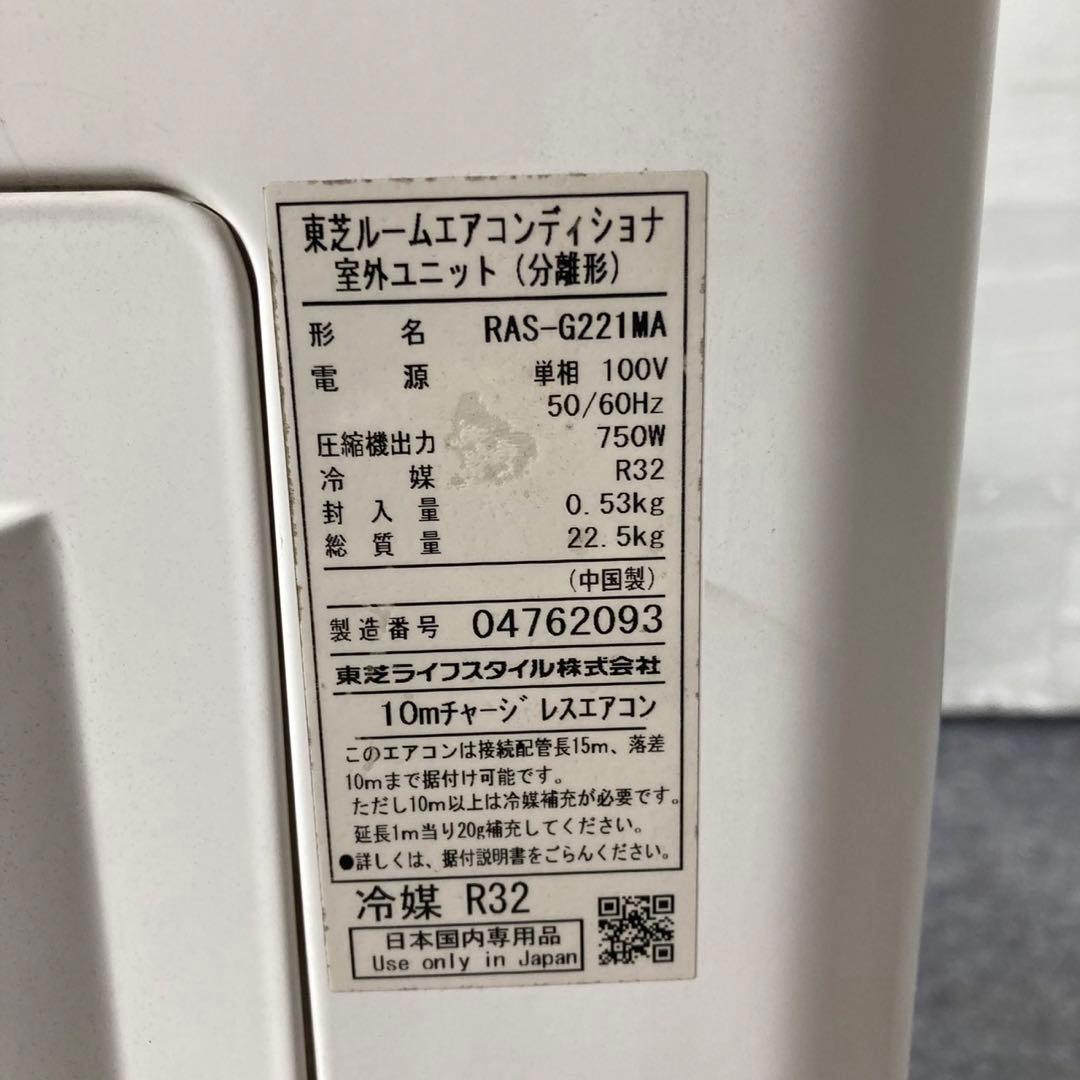 東芝ルームエアコンディショナ
室外ユニット（分離形）
形 名 RAS-G221MA
電 源 単相 100V
50/60Hz
圧縮機出力 750W
冷 媒 R32
封 入 量 0.53kg
総 質 量 22.5kg
（中国製）
製造番号 04762093
東芝ライフスタイル株式会社
10mチャージレスエアコン
このエアコンは接続配管長15m、落差
10mまで据付け可能です。
ただし10m以上は冷媒補充が必要です。
延長1m当り20g補充してください。
●詳しくは、据付説明書をごらんください。
冷媒 R32
日本国内専用品
Use only in Japan